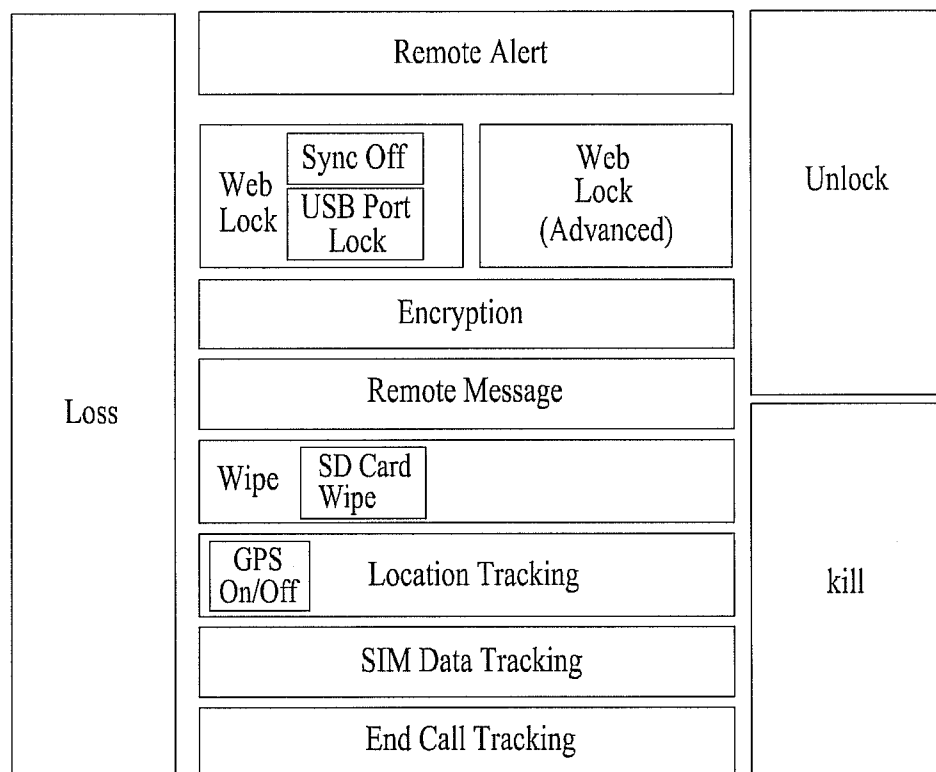 Loss
Remote Alert
Web
Lock
Sync Off
USB Port
Lock
Web
Lock
(Advanced)
Encryption
Remote Message
Wipe
SD Card
Wipe
GPS
On/Off
Location Tracking
SIM Data Tracking
End Call Tracking
Unlock
kill